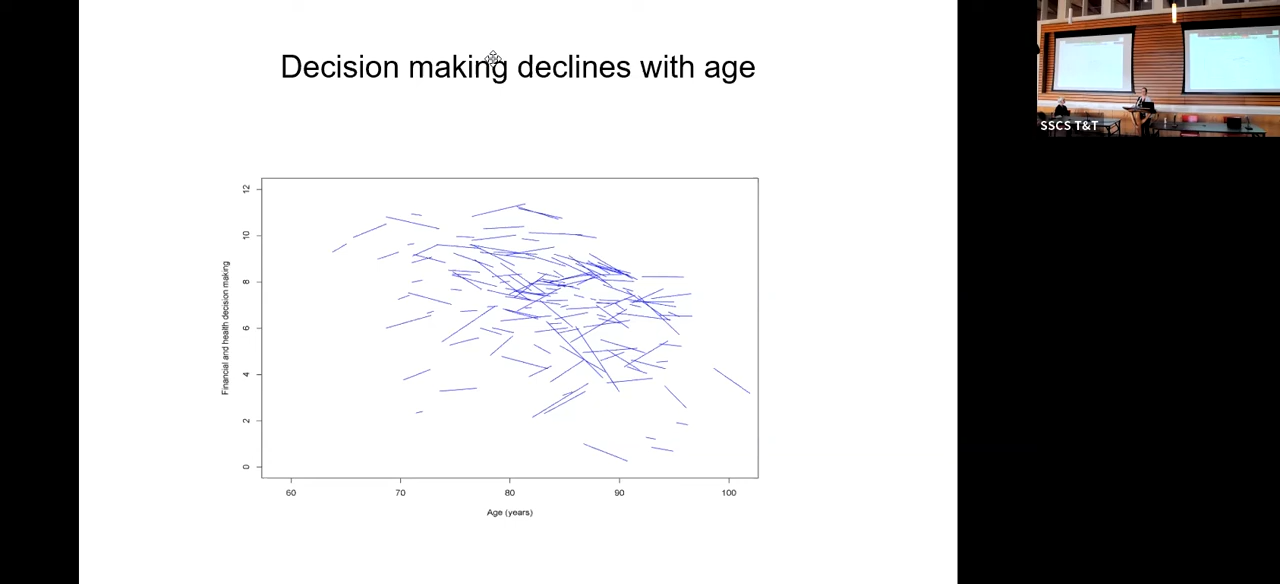 Decision making declines with age
SSCS T&T
12
10
8
6
4
2
0
Financial and health decision making
60 70 80 90 100
Age (years)